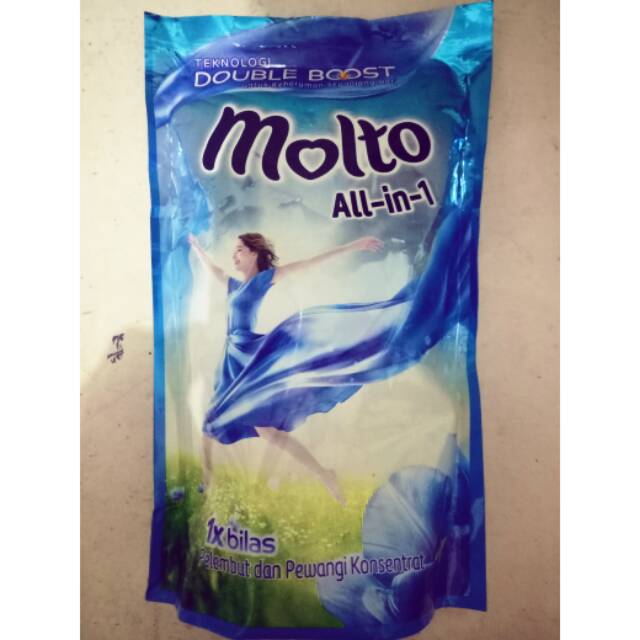 TEKNOLOGI
DOUBLE BOOST
molto
All-in-1
1x bilas
Pelembut dan Pewangi Konsentrat